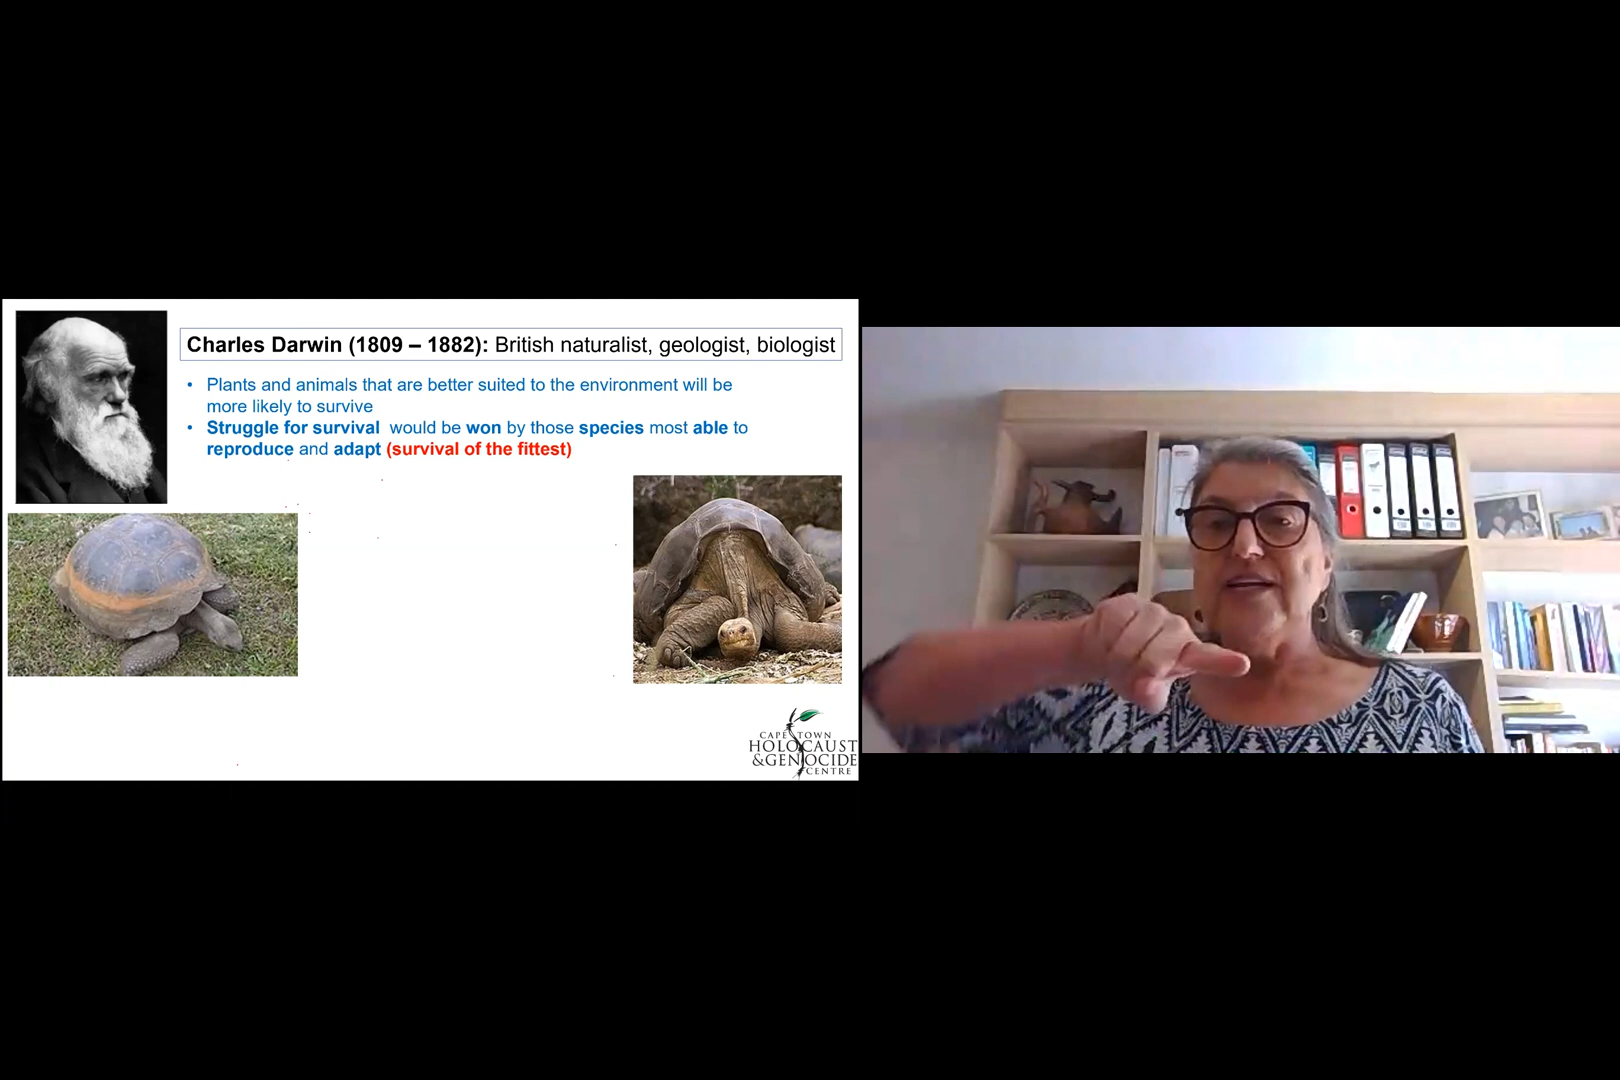 Charles Darwin (1809 – 1882): British naturalist, geologist, biologist
• Plants and animals that are better suited to the environment will be
more likely to survive
• Struggle for survival would be won by those species most able to
reproduce and adapt (survival of the fittest)
CAPE TOWN
HOLOCAUST
&GENOCIDE
CENTRE